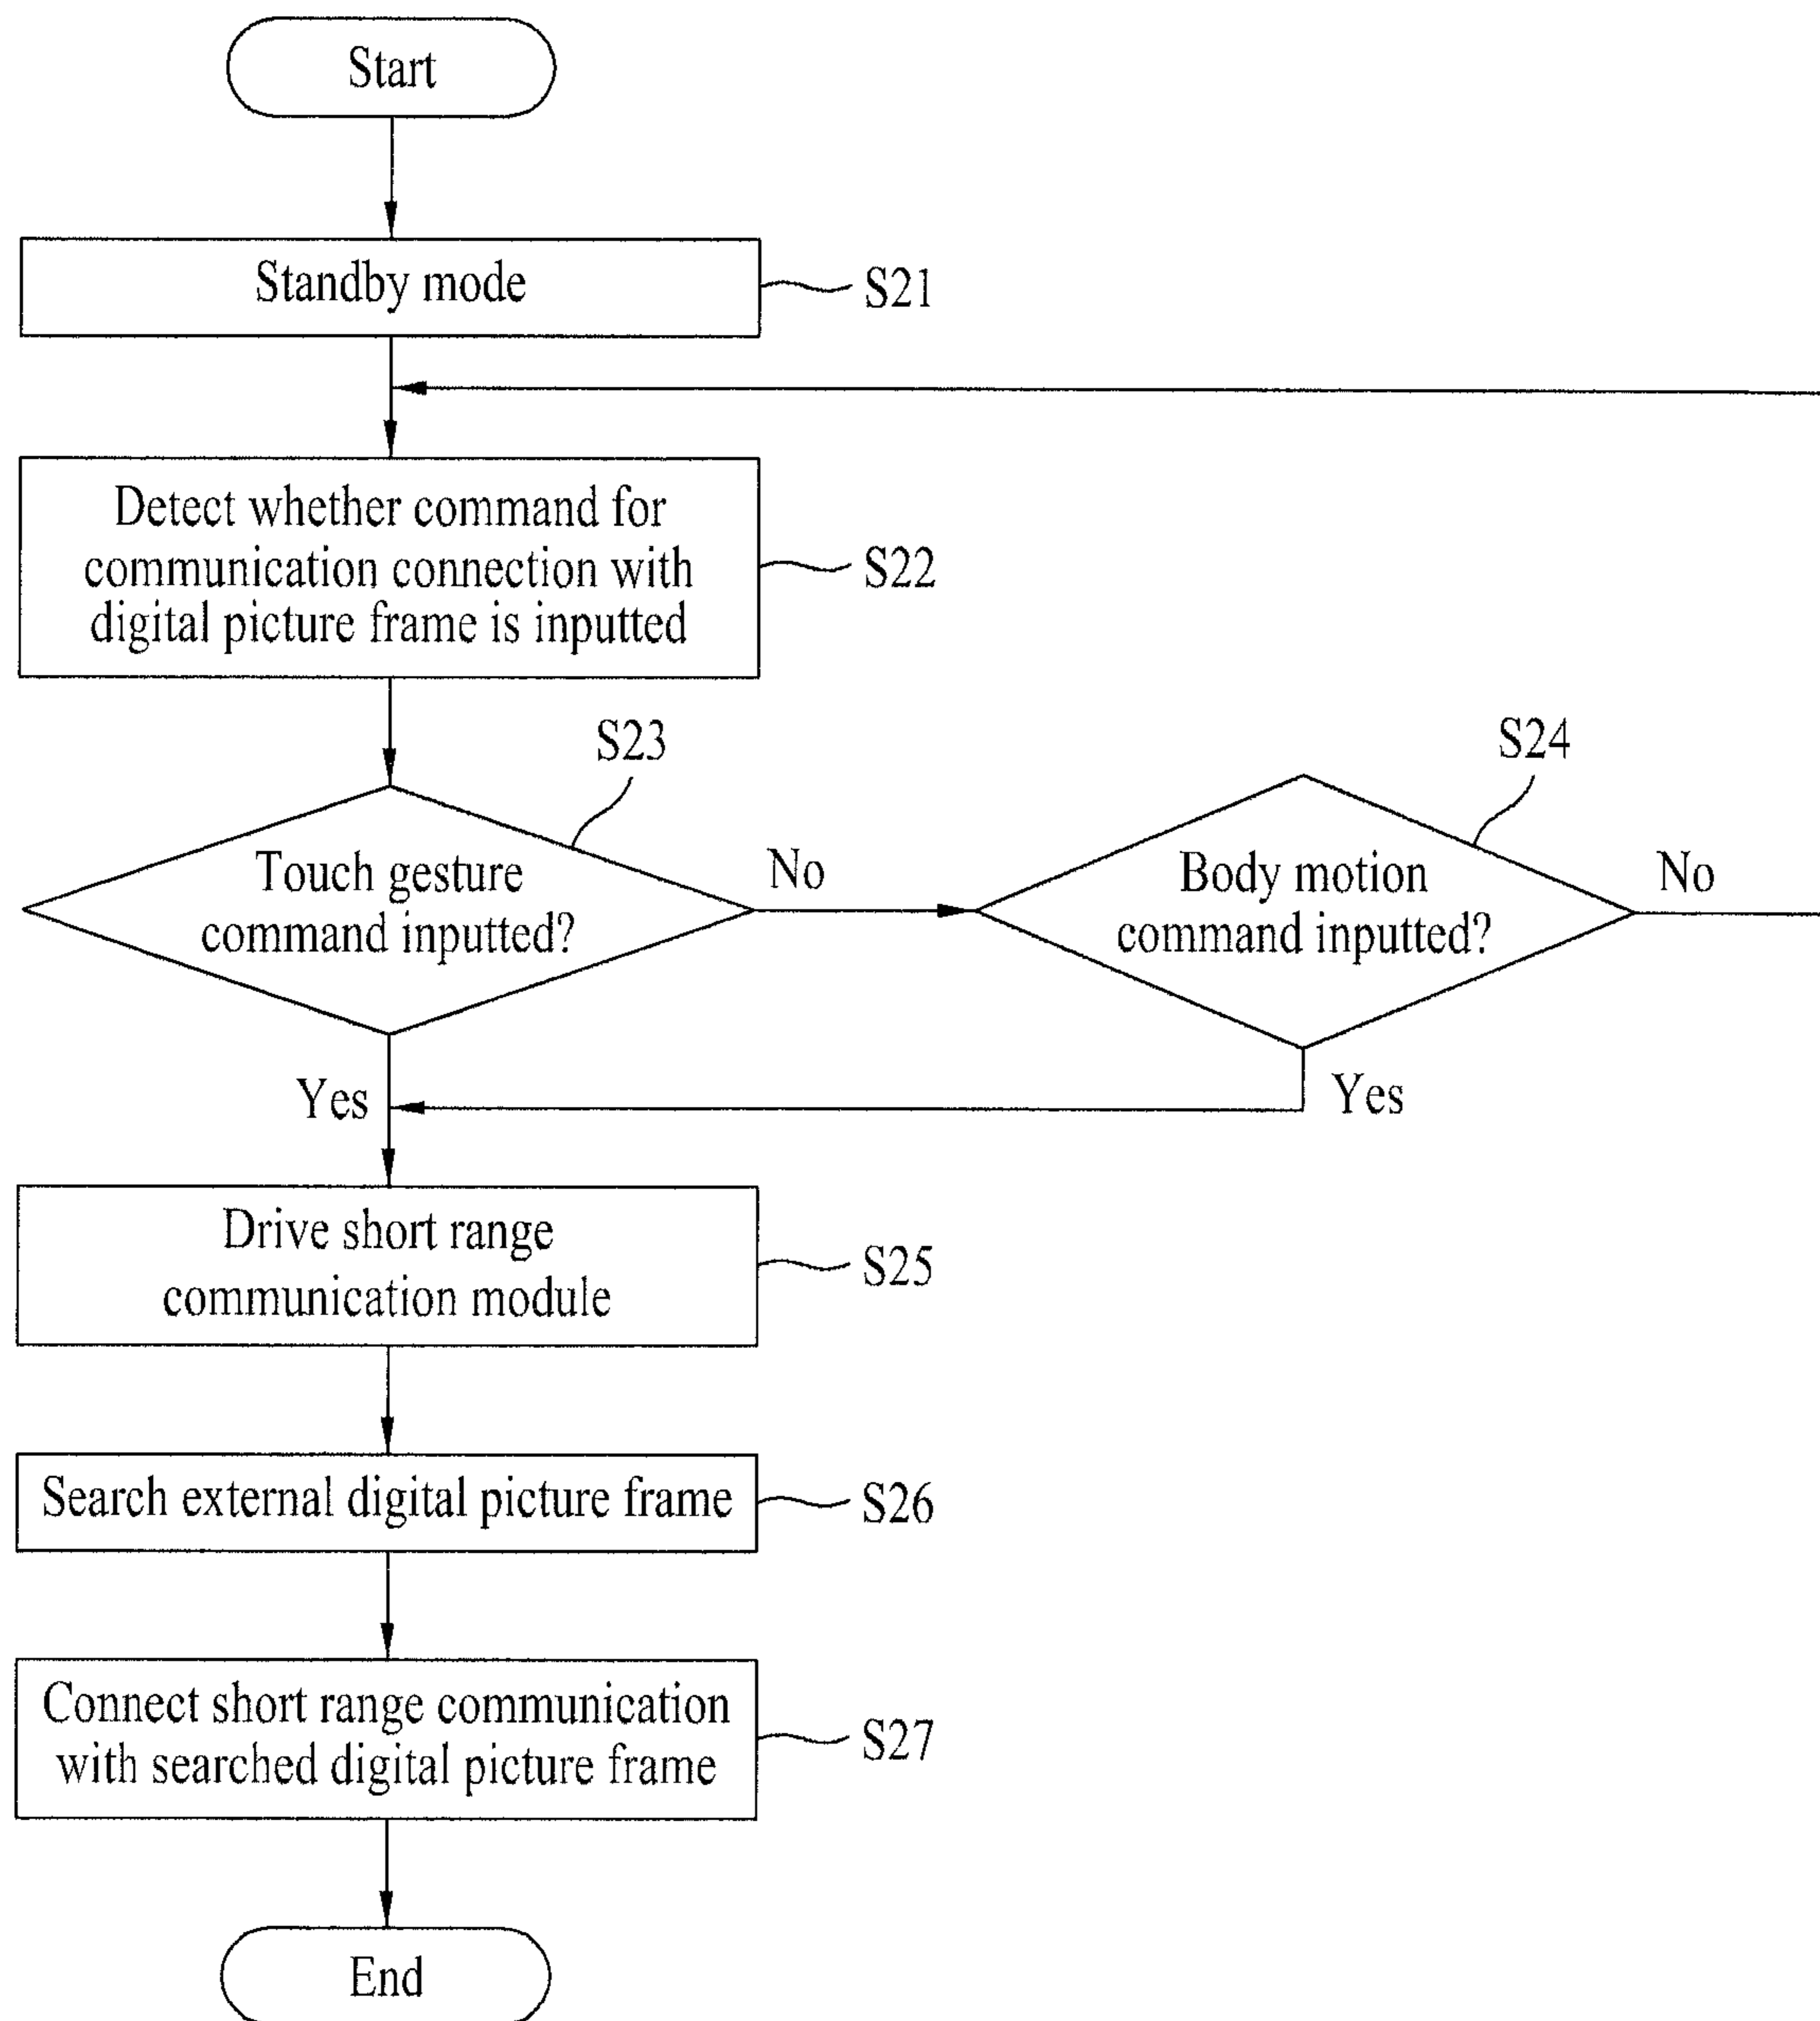 Start
Standby mode
S21
Detect whether command for
communication connection with
digital picture frame is inputted
S22
S23
Touch gesture
command inputted?
No
S24
Body motion
command inputted?
No
Yes
Yes
Drive short range
communication module
S25
Search external digital picture frame
S26
Connect short range communication
with searched digital picture frame
S27
End